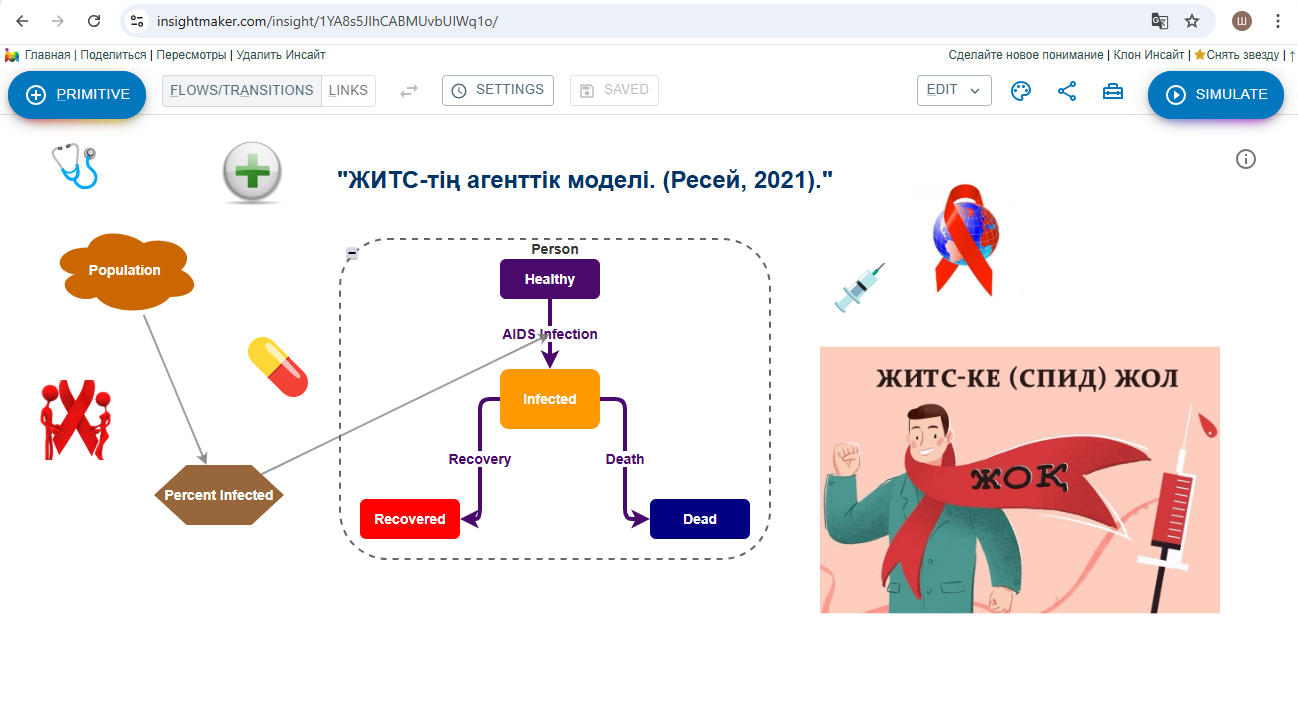 insightmaker.com/insight/1YA8s5JlhCABMUvbUIWq1o/
Ш
Главная | Поделиться | Пересмотры | Удалить Инсайт
Сделайте новое понимание | Клон Инсайт | Снять звезду | ↑
PRIMITIVE
FLOWS/TRANSITIONS
LINKS
SETTINGS
SAVED
EDIT
SIMULATE
"ЖИТС-тің агенттік моделі. (Ресей, 2021)."
Population
Person
Healthy
AIDS Infection
Infected
Recovery
Death
Percent Infected
Recovered
Dead
ЖИТС-КЕ (СПИД) ЖОЛ
ЖОҚ